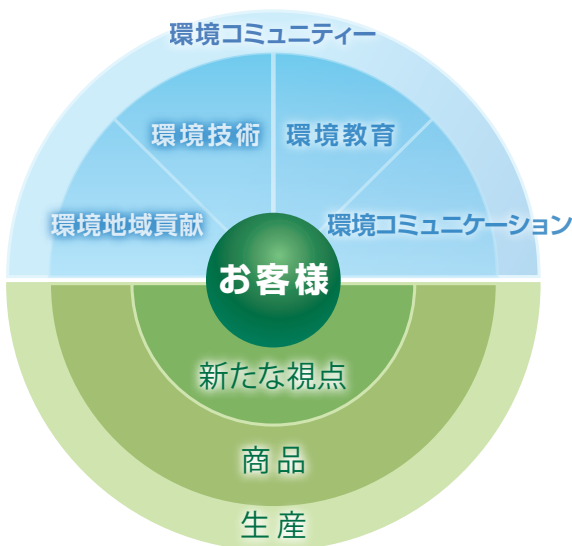 環境コミュニティー
環境技術
環境教育
環境地域貢献
環境コミュニケーション
お客様
新たな視点
商品
生産